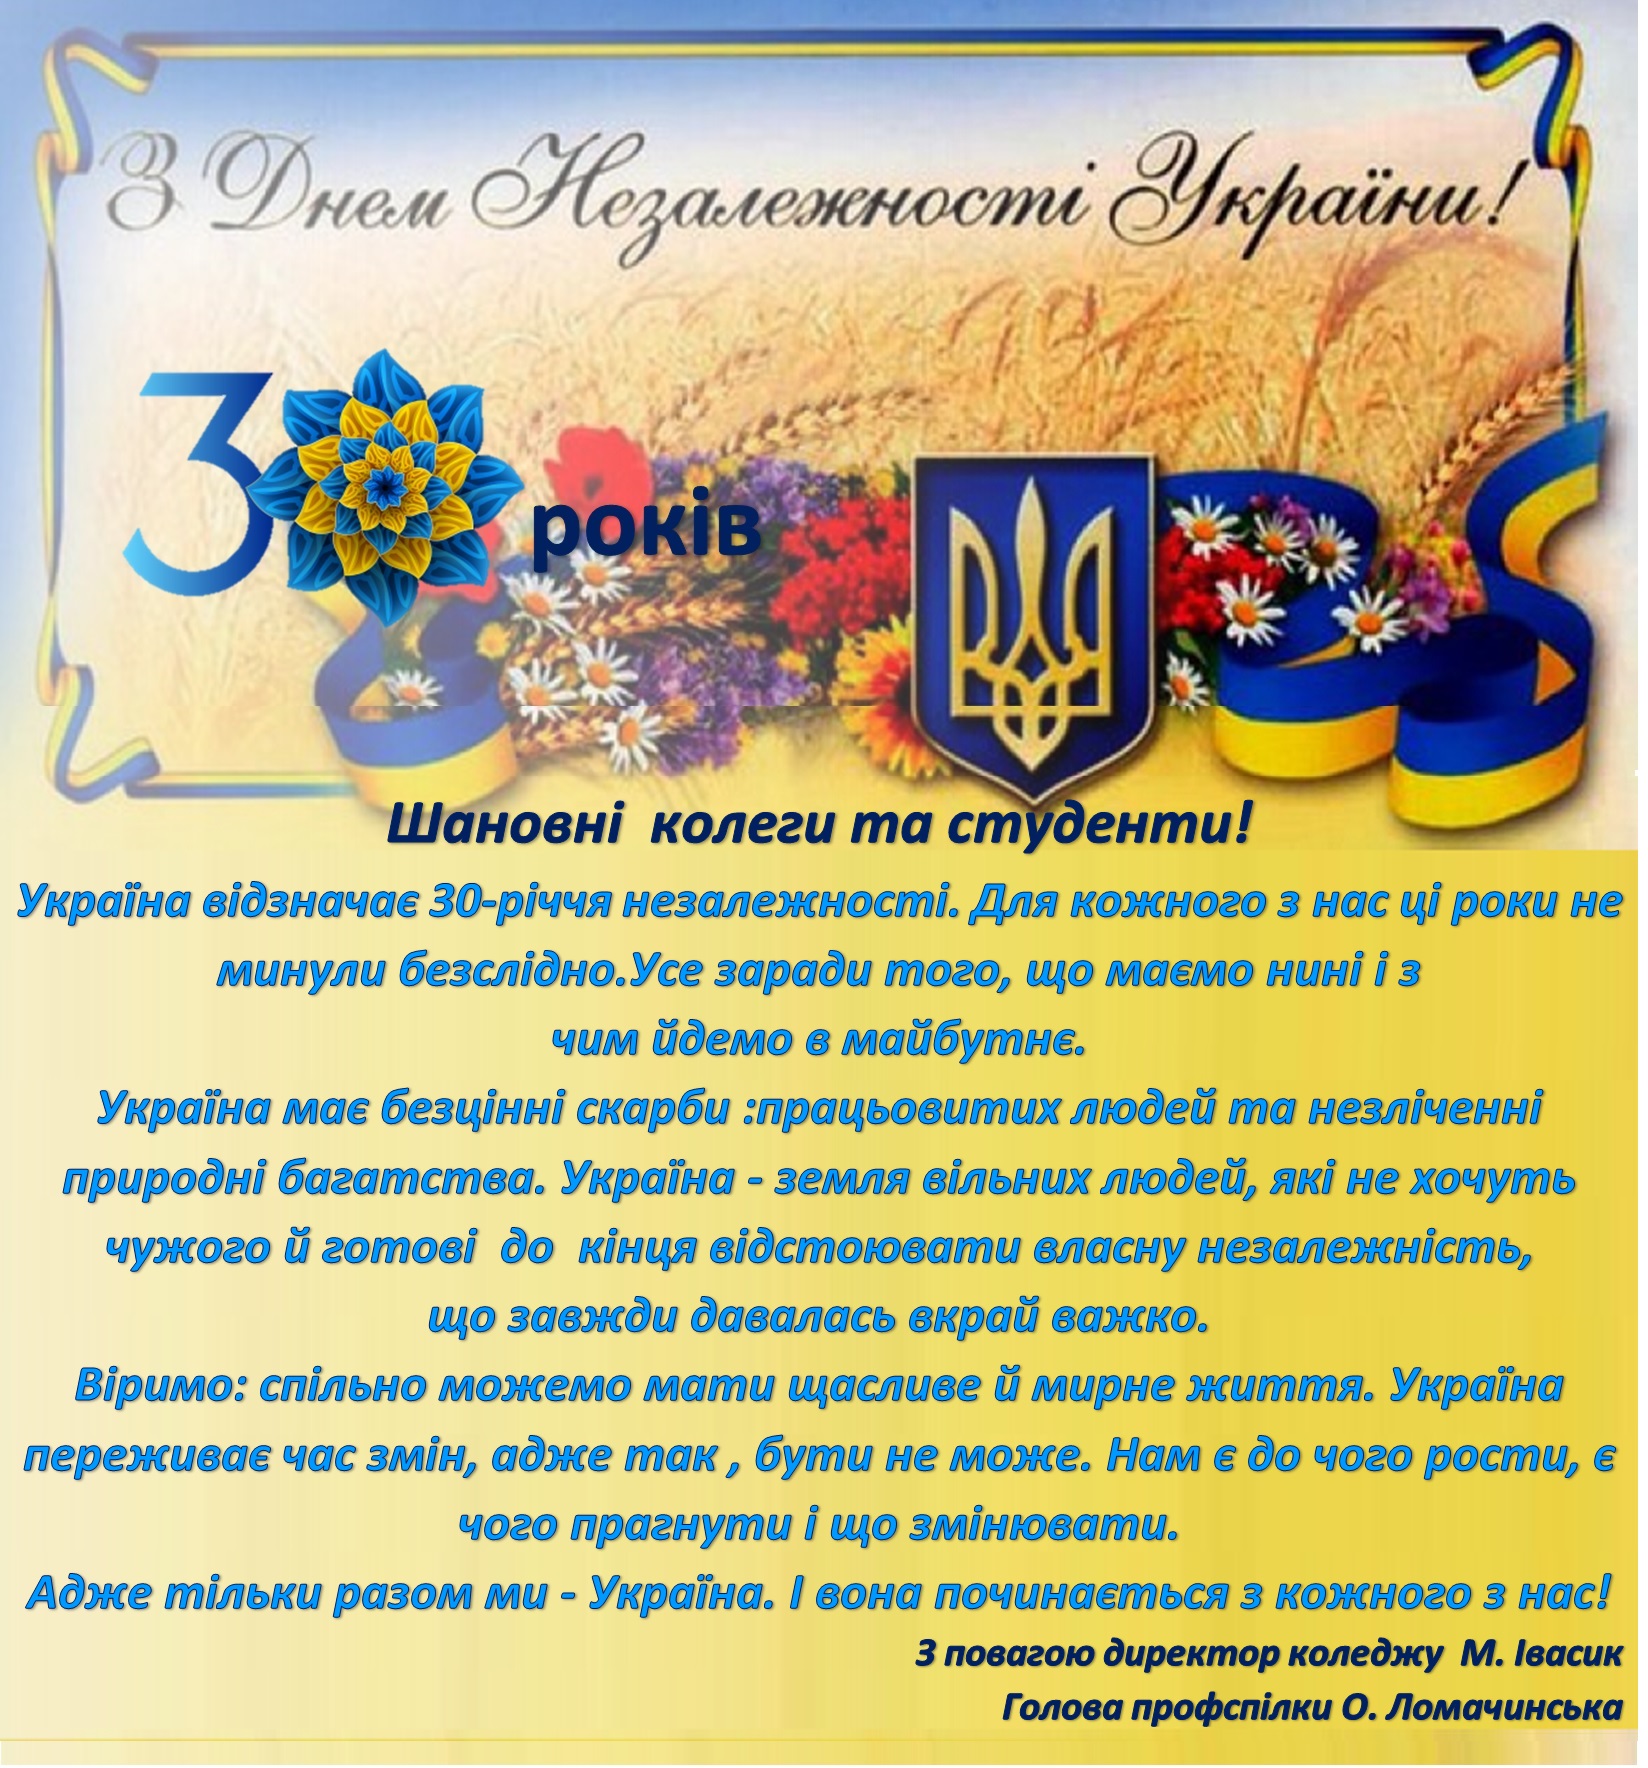 З Днем Незалежності України!
30 років
Шановні колеги та студенти!
Україна відзначає 30-річчя незалежності. Для кожного з нас ці роки не
минули безслідно.Усе заради того, що маємо нині і з
чим йдемо в майбутнє.
Україна має безцінні скарби :працьовитих людей та незліченні
природні багатства. Україна - земля вільних людей, які не хочуть
чужого й готові до кінця відстоювати власну незалежність,
що завжди давалась вкрай важко.
Віримо: спільно можемо мати щасливе й мирне життя. Україна
переживає час змін, адже так , бути не може. Нам є до чого рости, є
чого прагнути і що змінювати.
Адже тільки разом ми - Україна. І вона починається з кожного з нас!
З повагою директор коледжу М. Івасик
Голова профспілки О. Ломачинська